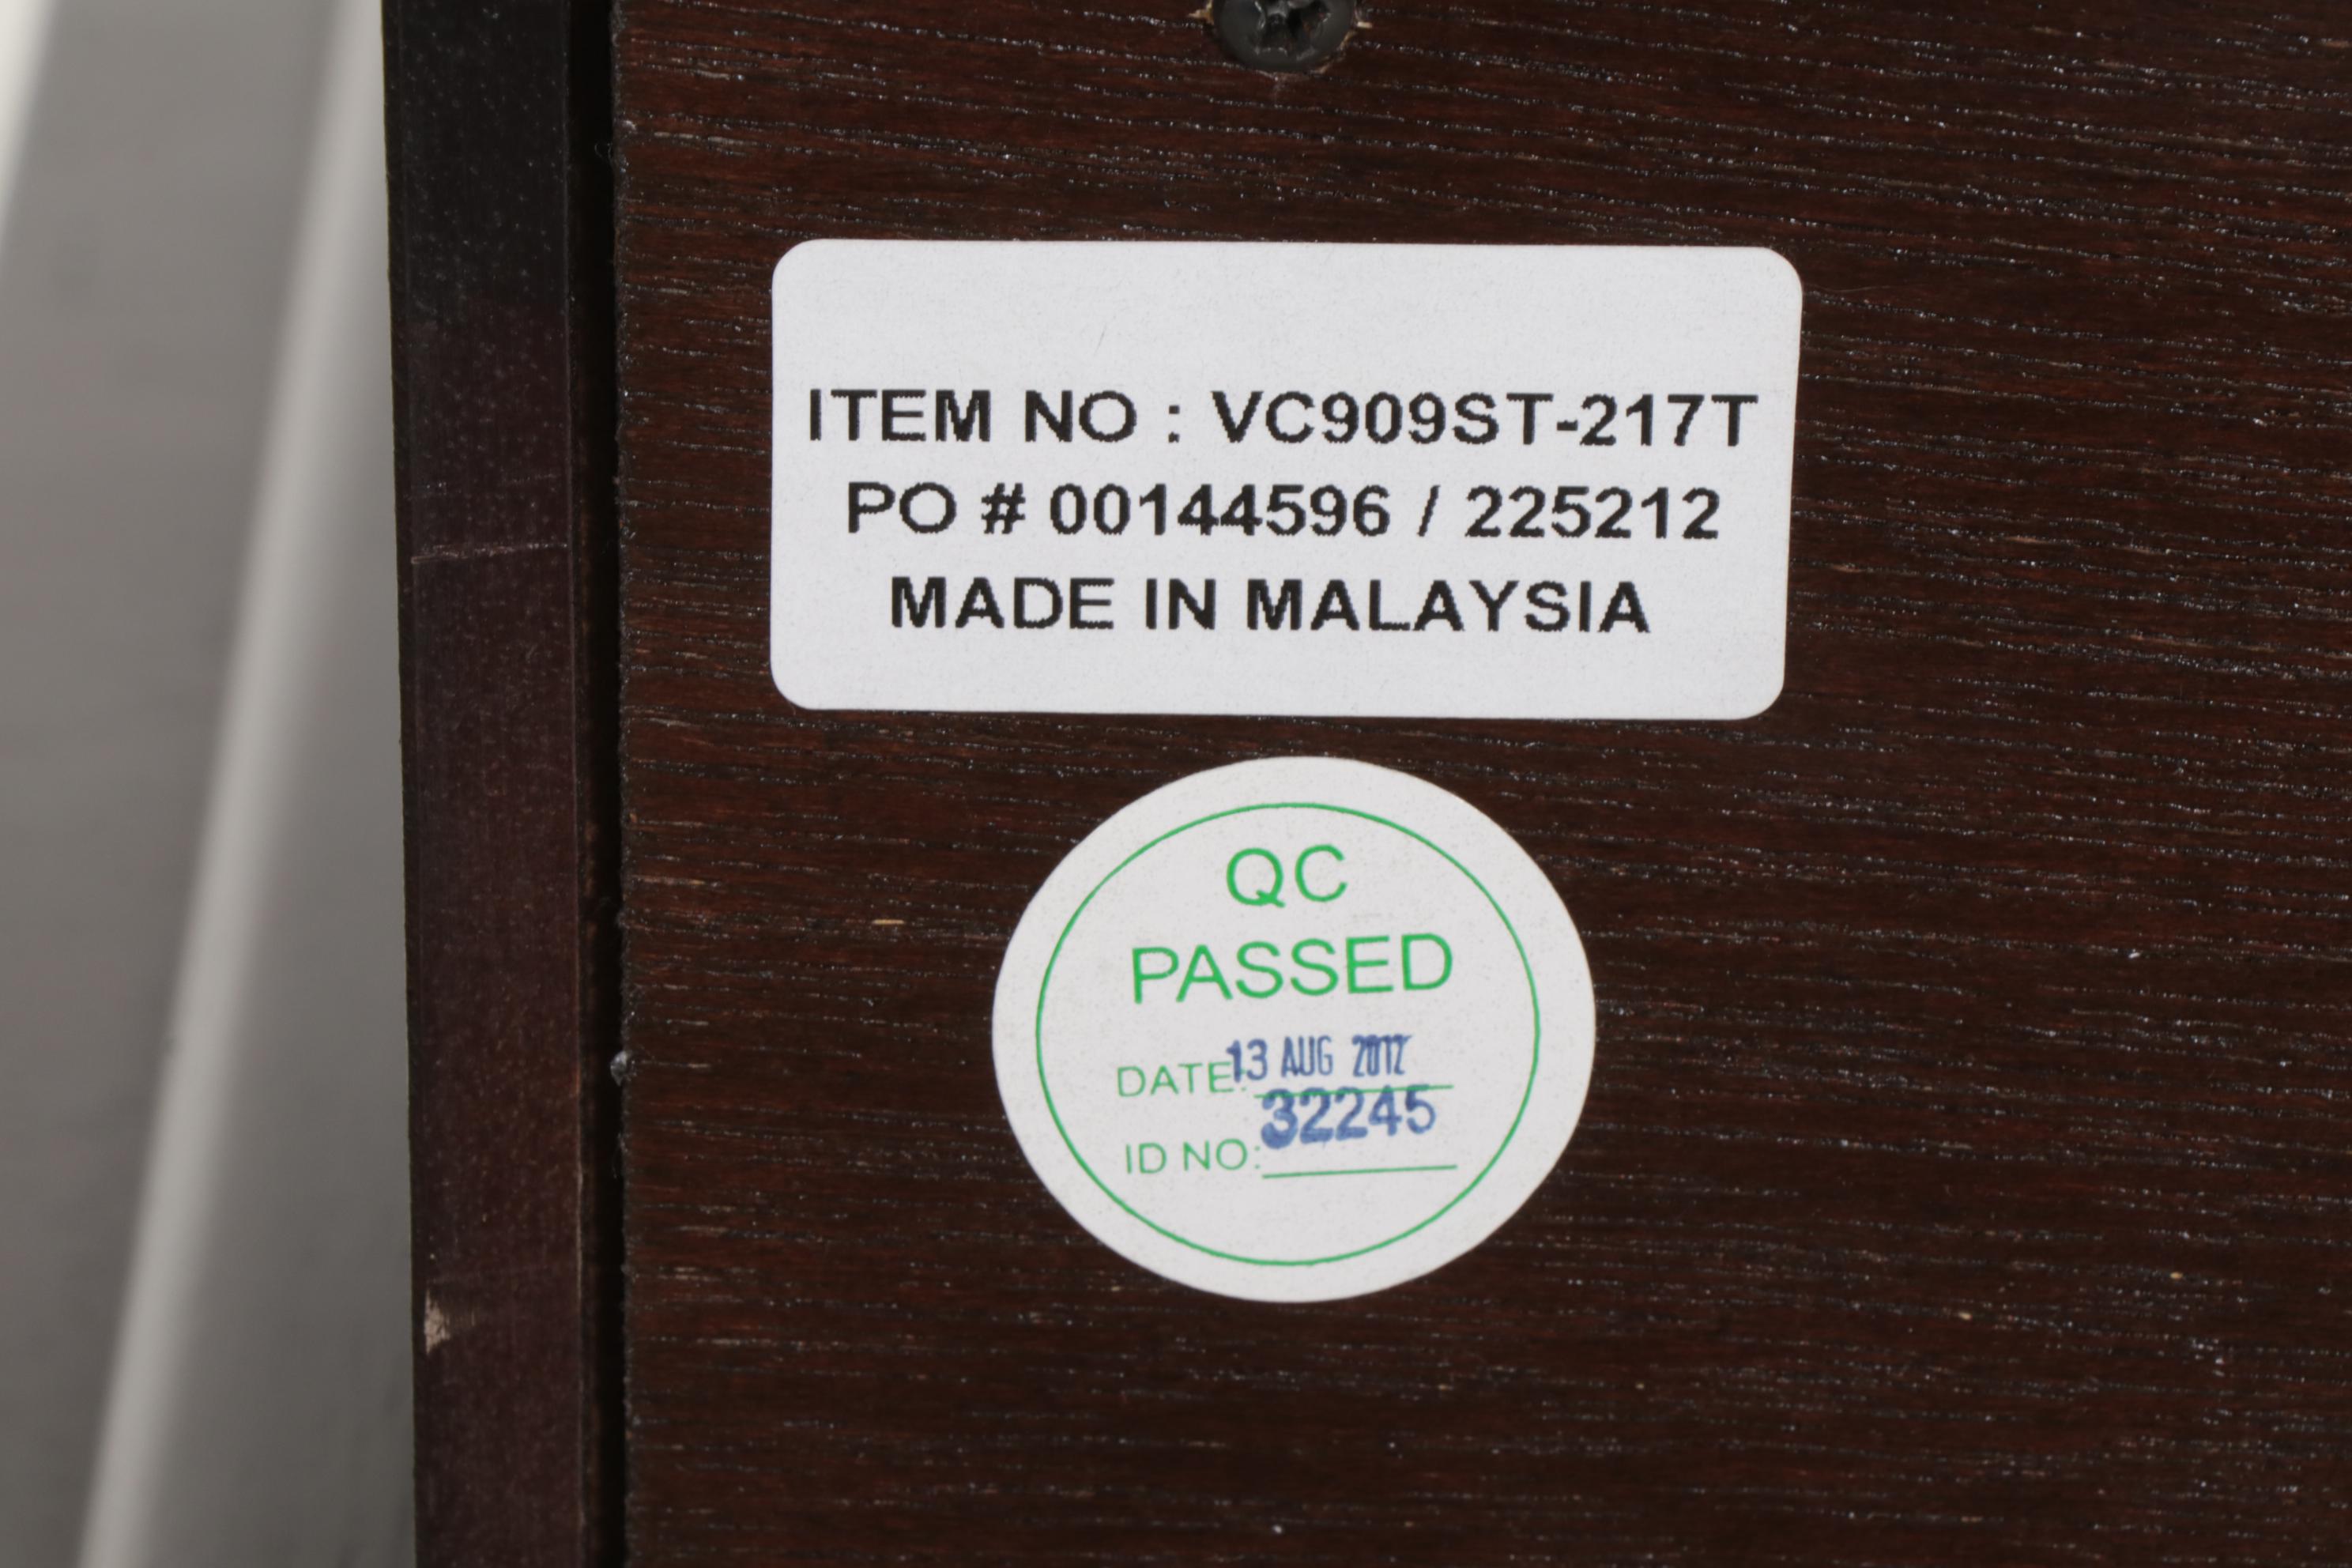 ITEM NO : VC909ST-217T
PO # 00144596 / 225212
MADE IN MALAYSIA
QC
PASSED
DATE: 13 AUG 2012
32245
ID NO: